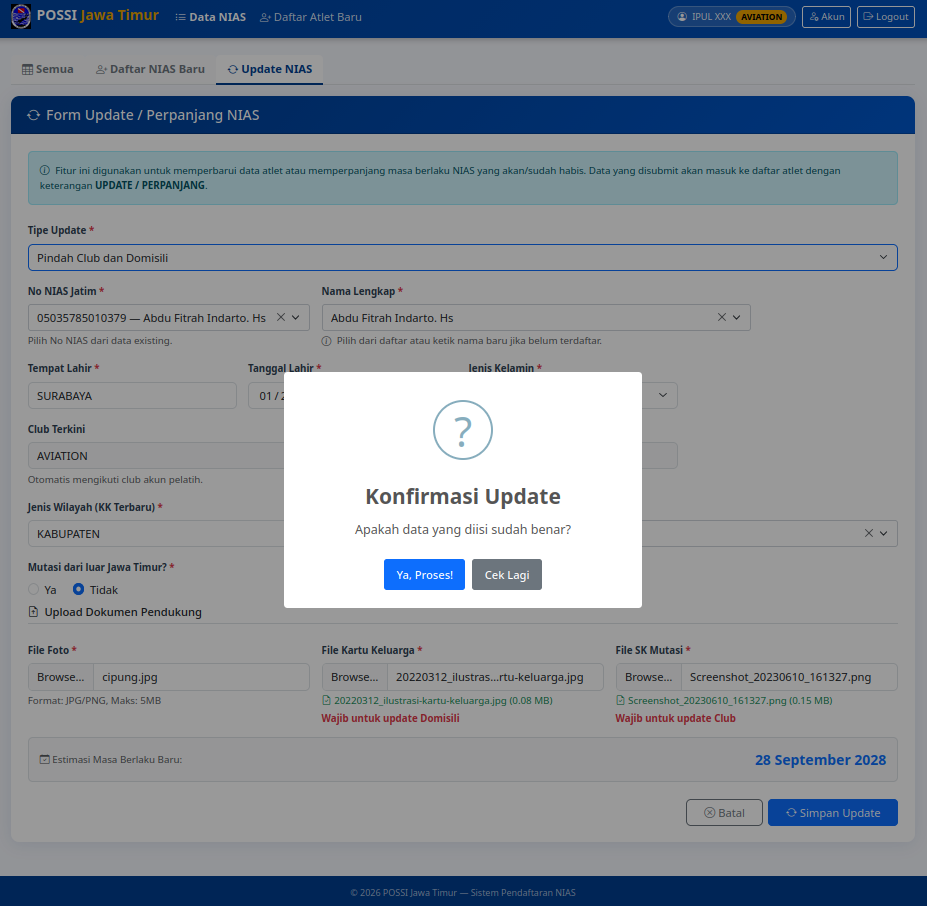 POSSI Jawa Timur Data NIAS Daftar Atlet Baru IPUL XXX AVIATION Akun Logout
Semua Daftar NIAS Baru Update NIAS
Form Update / Perpanjang NIAS
Fitur ini digunakan untuk memperbarui data atlet atau memperpanjang masa berlaku NIAS yang akan/sudah habis. Data yang disubmit akan masuk ke daftar atlet dengan
keterangan UPDATE / PERPANJANG.
Tipe Update *
Pindah Club dan Domisili
No NIAS Jatim * Nama Lengkap *
05035785010379 — Abdu Fitrah Indarto. Hs Abdu Fitrah Indarto. Hs
Pilih No NIAS dari data existing. Pilih dari daftar atau ketik nama baru jika belum terdaftar.
Tempat Lahir * Tanggal Lahir * Jenis Kelamin *
SURABAYA 01 / 2
Club Terkini
AVIATION
Otomatis mengikuti club akun pelatih.
Jenis Wilayah (KK Terbaru) *
KABUPATEN
Mutasi dari luar Jawa Timur? *
Ya Tidak
Upload Dokumen Pendukung
?
Konfirmasi Update
Apakah data yang diisi sudah benar?
Ya, Proses! Cek Lagi
File Foto * File Kartu Keluarga * File SK Mutasi *
Browse... cipung.jpg Browse... 20220312_ilustras...rtu-keluarga.jpg Browse... Screenshot_20230610_161327.png
Format: JPG/PNG, Maks: 5MB 20220312_ilustrasi-kartu-keluarga.jpg (0.08 MB) Screenshot_20230610_161327.png (0.15 MB)
Wajib untuk update Domisili Wajib untuk update Club
Estimasi Masa Berlaku Baru: 28 September 2028
Batal Simpan Update
© 2026 POSSI Jawa Timur — Sistem Pendaftaran NIAS